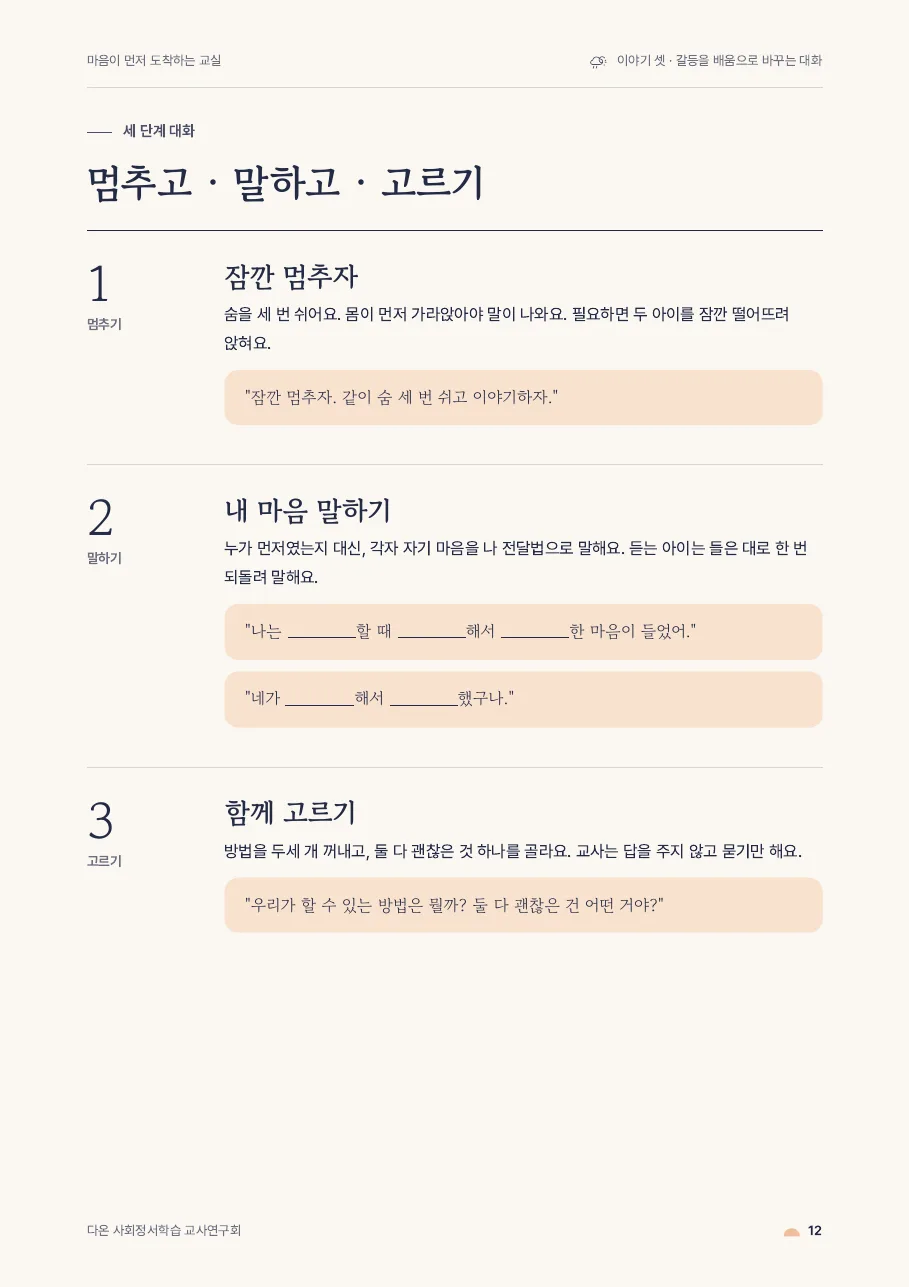 마음이 먼저 도착하는 교실
이야기 셋 · 갈등을 배움으로 바꾸는 대화
세 단계 대화
멈추고 · 말하고 · 고르기
1
멈추기
잠깐 멈추자
숨을 세 번 쉬어요. 몸이 먼저 가라앉아야 말이 나와요. 필요하면 두 아이를 잠깐 떨어뜨려
앉혀요.
"잠깐 멈추자. 같이 숨 세 번 쉬고 이야기하자."
2
말하기
내 마음 말하기
누가 먼저였는지 대신, 각자 자기 마음을 나 전달법으로 말해요. 듣는 아이는 들은 대로 한 번
되돌려 말해요.
"나는 ________할 때 ________해서 ________한 마음이 들었어."
"네가 ________해서 ________했구나."
3
고르기
함께 고르기
방법을 두세 개 꺼내고, 둘 다 괜찮은 것 하나를 골라요. 교사는 답을 주지 않고 묻기만 해요.
"우리가 할 수 있는 방법은 뭘까? 둘 다 괜찮은 건 어떤 거야?"
다온 사회정서학습 교사연구회
12